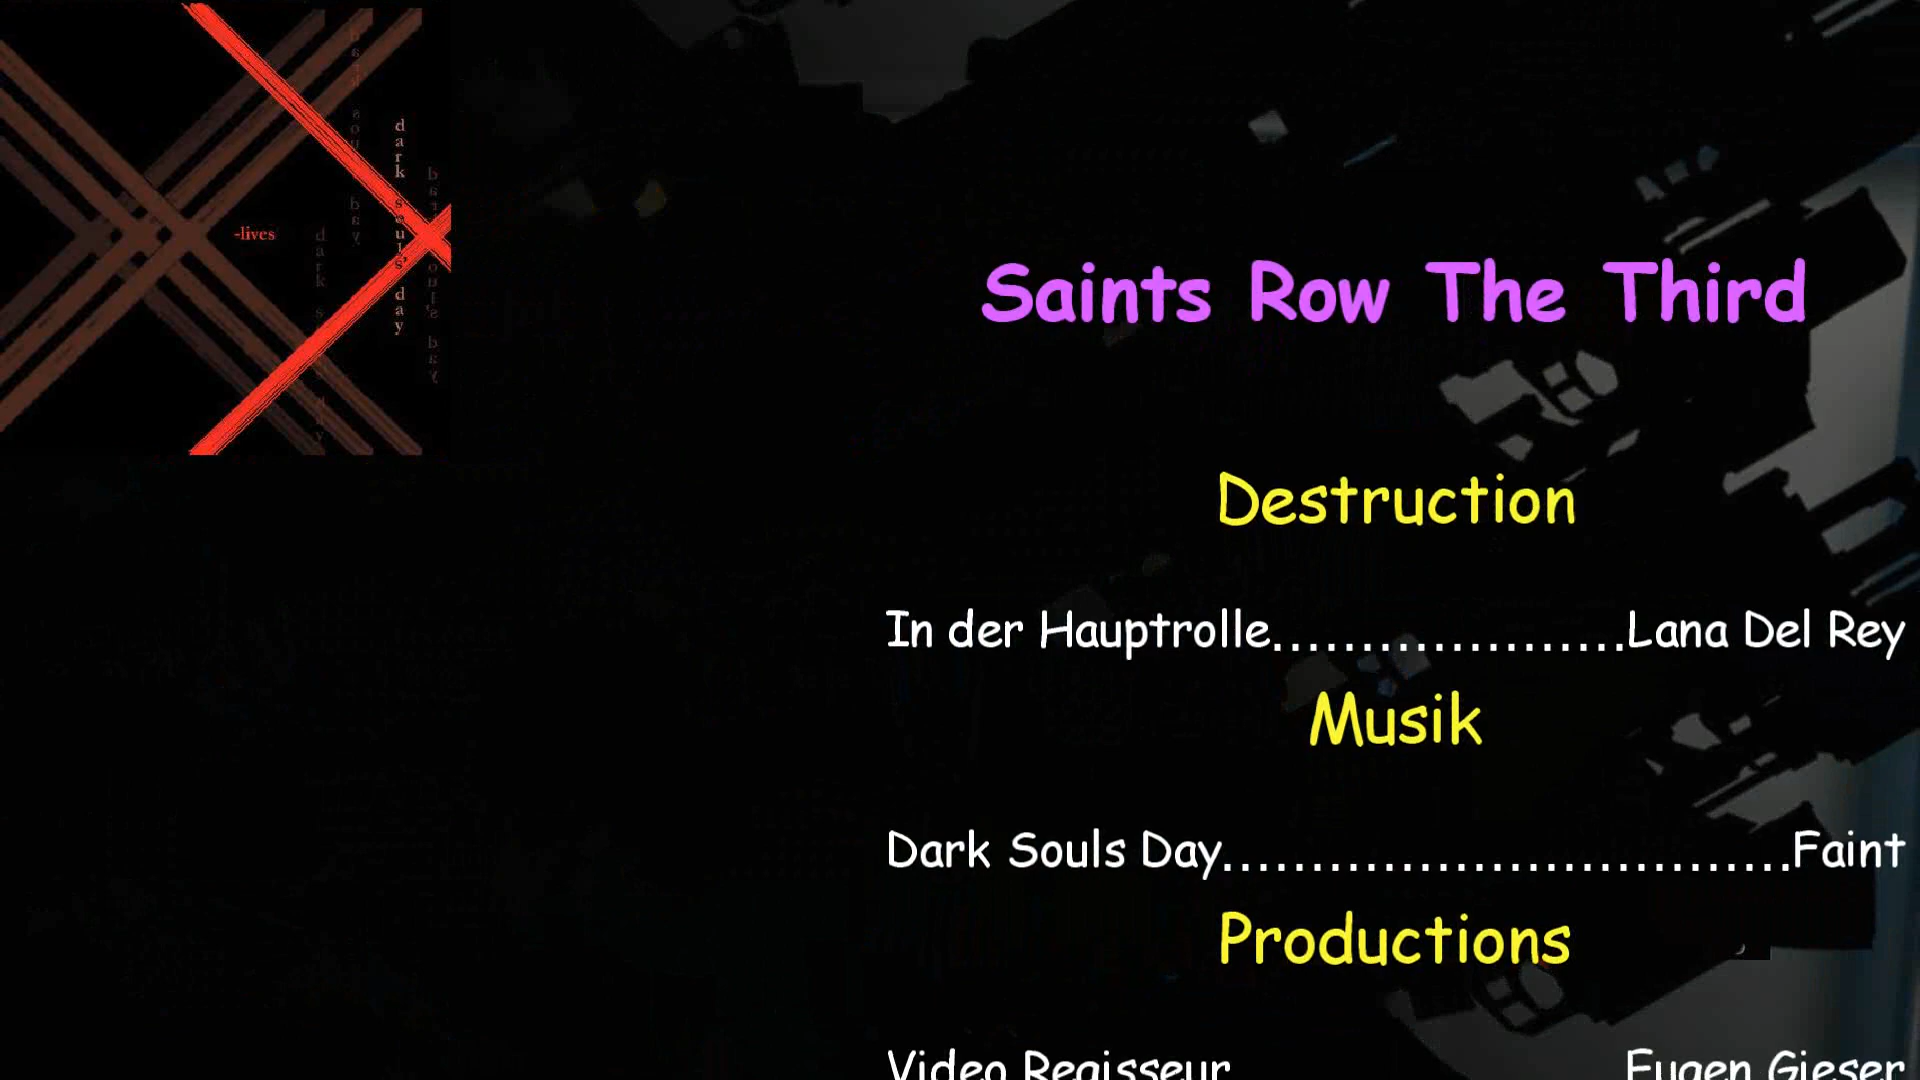 -lives
dark souls' day
Saints Row The Third
Destruction
In der Hauptrolle....................Lana Del Rey
Musik
Dark Souls Day................................Faint
Productions
Video Regisseur Eugen Gieser